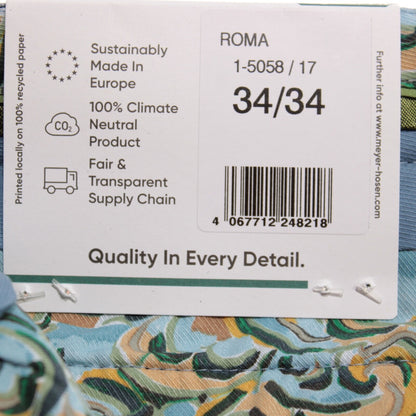 Printed locally on 100% recycled paper
Sustainably
Made In
Europe
CO2
100% Climate
Neutral
Product
Fair &
Transparent
Supply Chain
ROMA
1-5058 / 17
34/34
4 067712 248218
Further info at www.meyer-hosen.com
Quality In Every Detail.